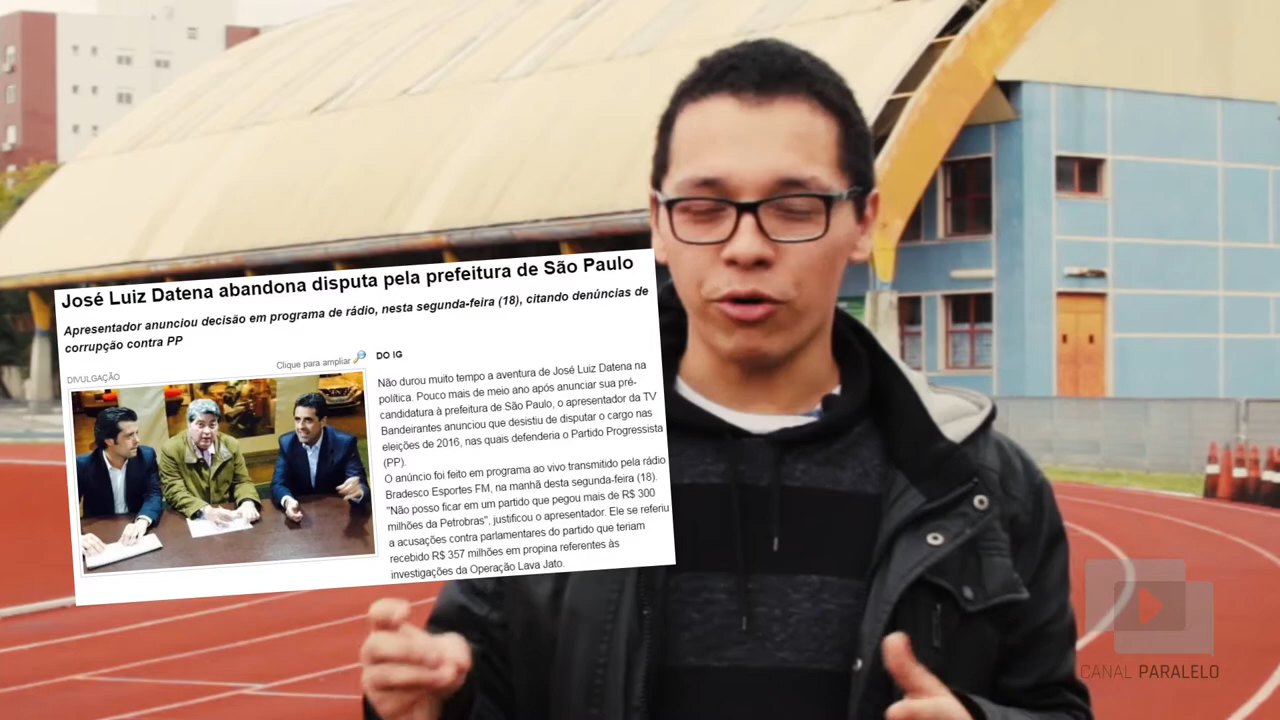 José Luiz Datena abandona disputa pela prefeitura de São Paulo
Apresentador anunciou decisão em programa de rádio, nesta segunda-feira (18), citando denúncias de
corrupção contra PP
DIVULGAÇÃO
Clique para ampliar
DO IG
Não durou muito tempo a aventura de José Luiz Datena na
política. Pouco mais de meio ano após anunciar sua pré-
candidatura à prefeitura de São Paulo, o apresentador da TV
Bandeirantes anunciou que desistiu de disputar o cargo nas
eleições de 2016, nas quais defenderia o Partido Progressista
(PP).
O anúncio foi feito em programa ao vivo transmitido pela rádio
Bradesco Esportes FM, na manhã desta segunda-feira (18).
"Não posso ficar em um partido que pegou mais de R$ 300
milhões da Petrobras", justificou o apresentador. Ele se referiu
a acusações contra parlamentares do partido que teriam
recebido R$ 357 milhões em propina referentes às
investigações da Operação Lava Jato.
CANAL PARALELO